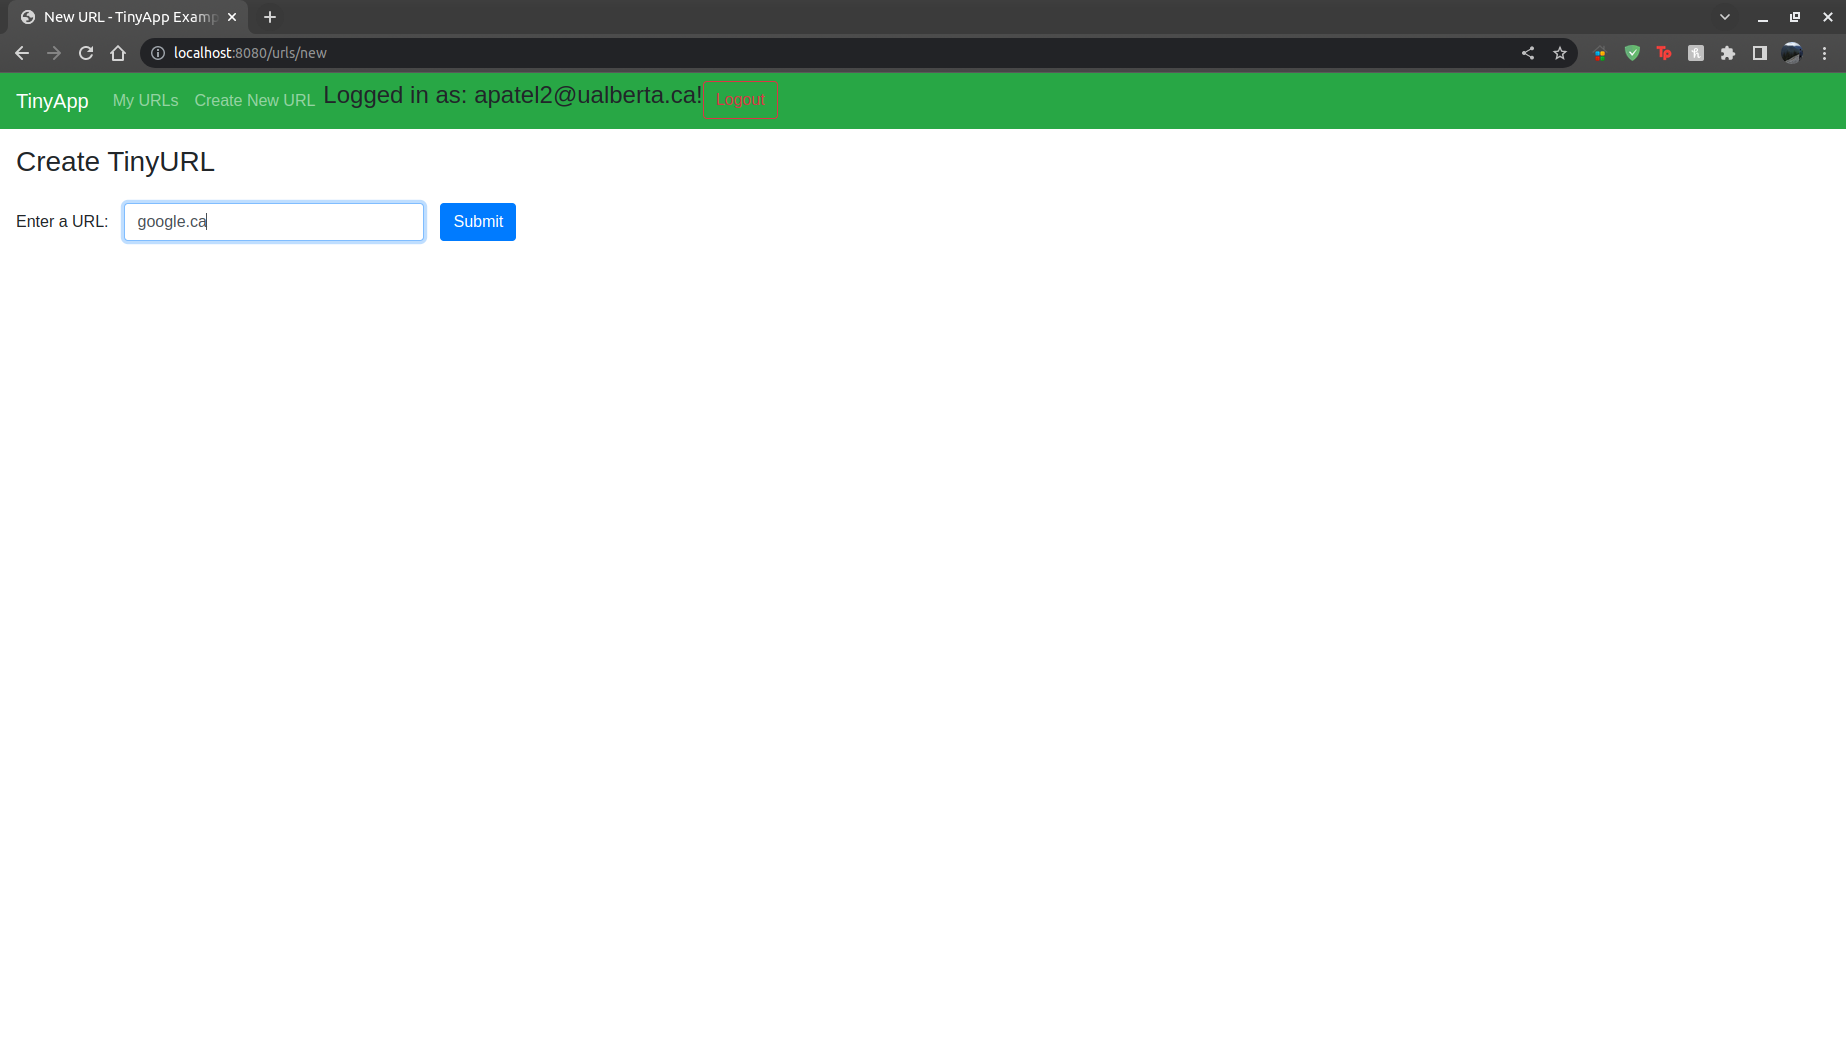 New URL - TinyApp Examp
localhost:8080/urls/new
TinyApp My URLs Create New URL Logged in as: apatel2@ualberta.ca! Logout
Create TinyURL
Enter a URL: google.ca Submit